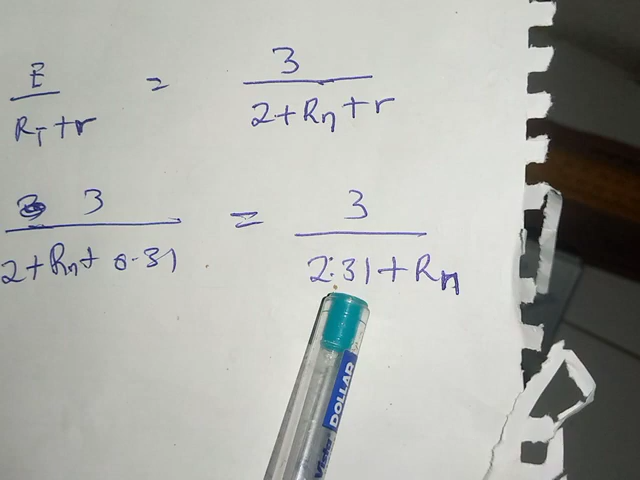 E/(R_T + r) = 3/(2 + R_n + r)
3/(2 + R_n + 0.31) = 3/(2.31 + R_n)
DOLLAR
Vista